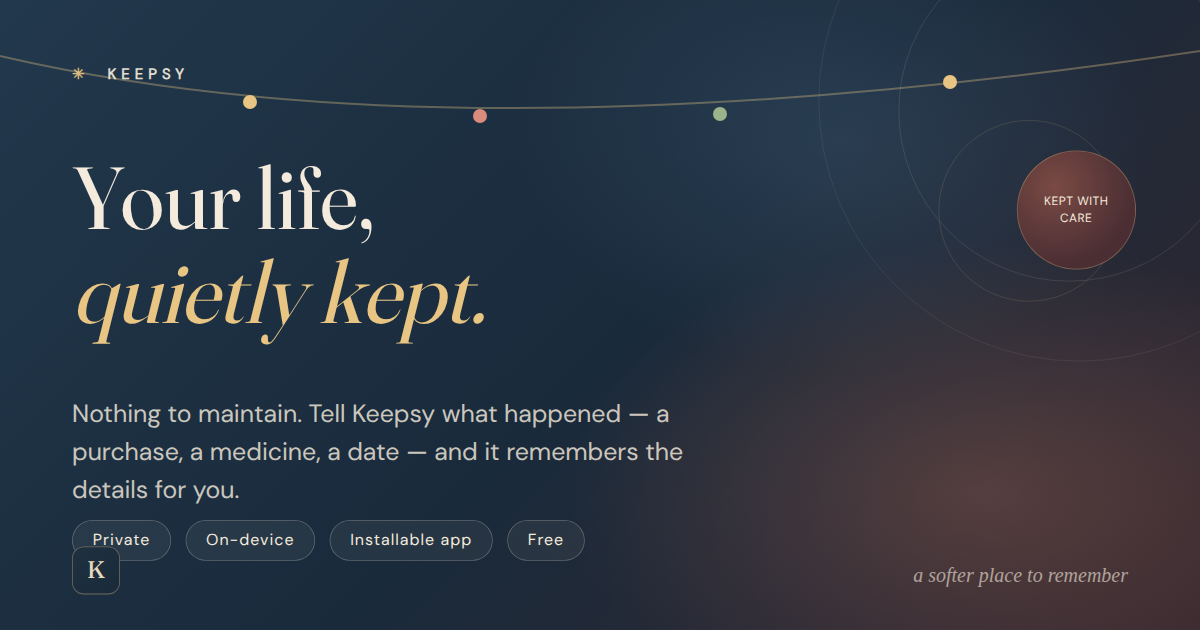 ✳ KEEPSY
Your life,
quietly kept.
KEPT WITH
CARE
Nothing to maintain. Tell Keepsy what happened — a
purchase, a medicine, a date — and it remembers the
details for you.
Private On-device Installable app Free
K
a softer place to remember